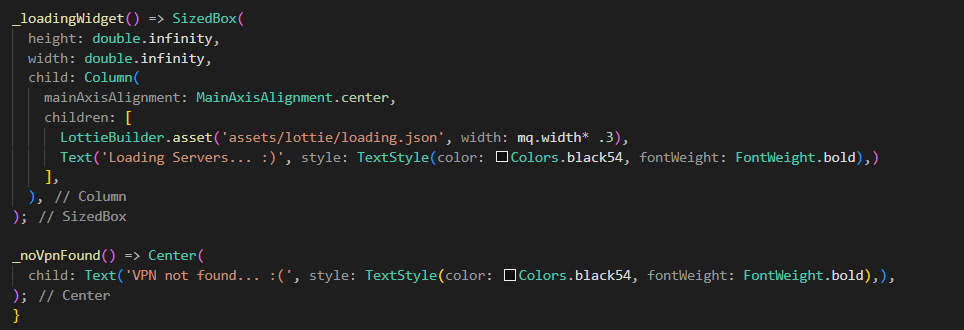 _loadingWidget() => SizedBox(
  height: double.infinity,
  width: double.infinity,
  child: Column(
    mainAxisAlignment: MainAxisAlignment.center,
    children: [
      LottieBuilder.asset('assets/lottie/loading.json', width: mq.width* .3),
      Text('Loading Servers... :)', style: TextStyle(color: Colors.black54, fontWeight: FontWeight.bold),)
    ],
  ), // Column
); // SizedBox

_noVpnFound() => Center(
  child: Text('VPN not found... :(', style: TextStyle(color: Colors.black54, fontWeight: FontWeight.bold),),
); // Center
}